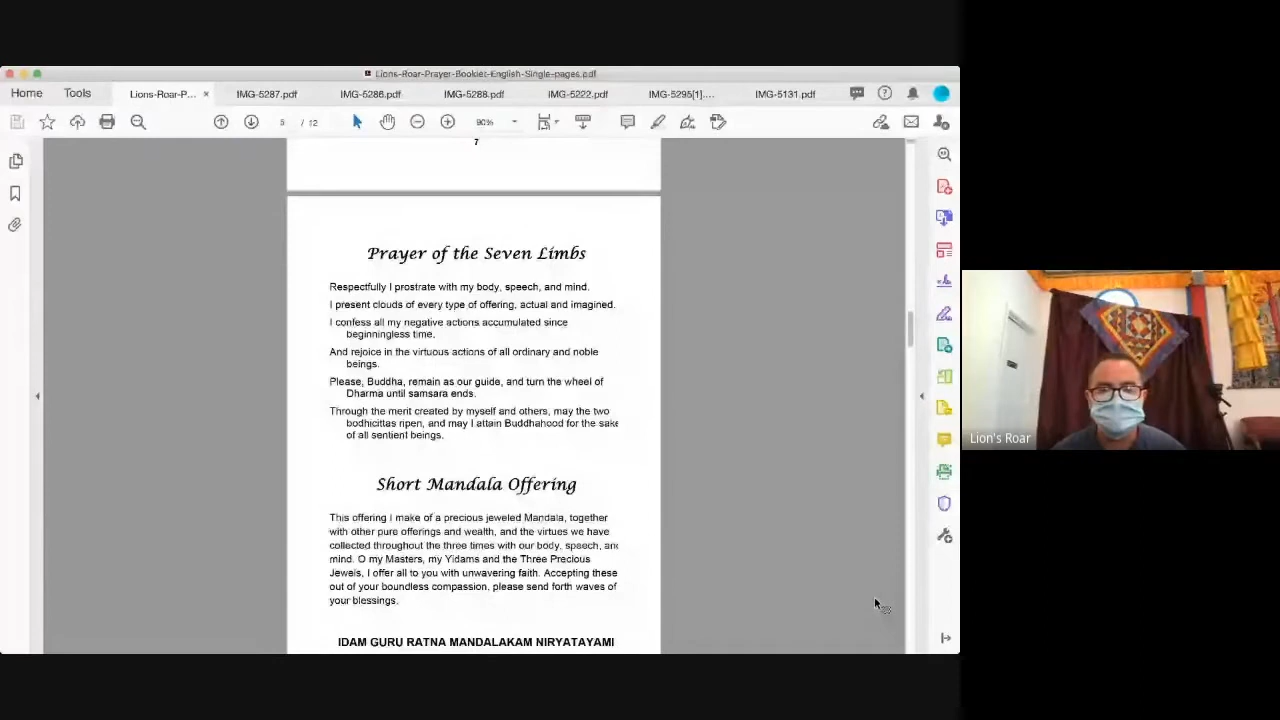 Lions-Roar-Prayer-Booklet-English-Single-pages.pdf
Home
Tools
Lions-Roar-P... ×
IMG-5287.pdf
IMG-5286.pdf
IMG-5288.pdf
IMG-5222.pdf
IMG-5295[1]....
IMG-5131.pdf
/ 12
90%
7
Prayer of the Seven Limbs
Respectfully I prostrate with my body, speech, and mind.
I present clouds of every type of offering, actual and imagined.
I confess all my negative actions accumulated since
beginningless time,
And rejoice in the virtuous actions of all ordinary and noble
beings.
Please, Buddha, remain as our guide, and turn the wheel of
Dharma until samsara ends.
Through the merit created by myself and others, may the two
bodhicittas ripen, and may I attain Buddhahood for the sake
of all sentient beings.
Short Mandala Offering
This offering I make of a precious jeweled Mandala, together
with other pure offerings and wealth, and the virtues we have
collected throughout the three times with our body, speech, and
mind. O my Masters, my Yidams and the Three Precious
Jewels, I offer all to you with unwavering faith. Accepting these
out of your boundless compassion, please send forth waves of
your blessings.
IDAM GURU RATNA MANDALAKAM NIRYATAYAMI
Lion's Roar